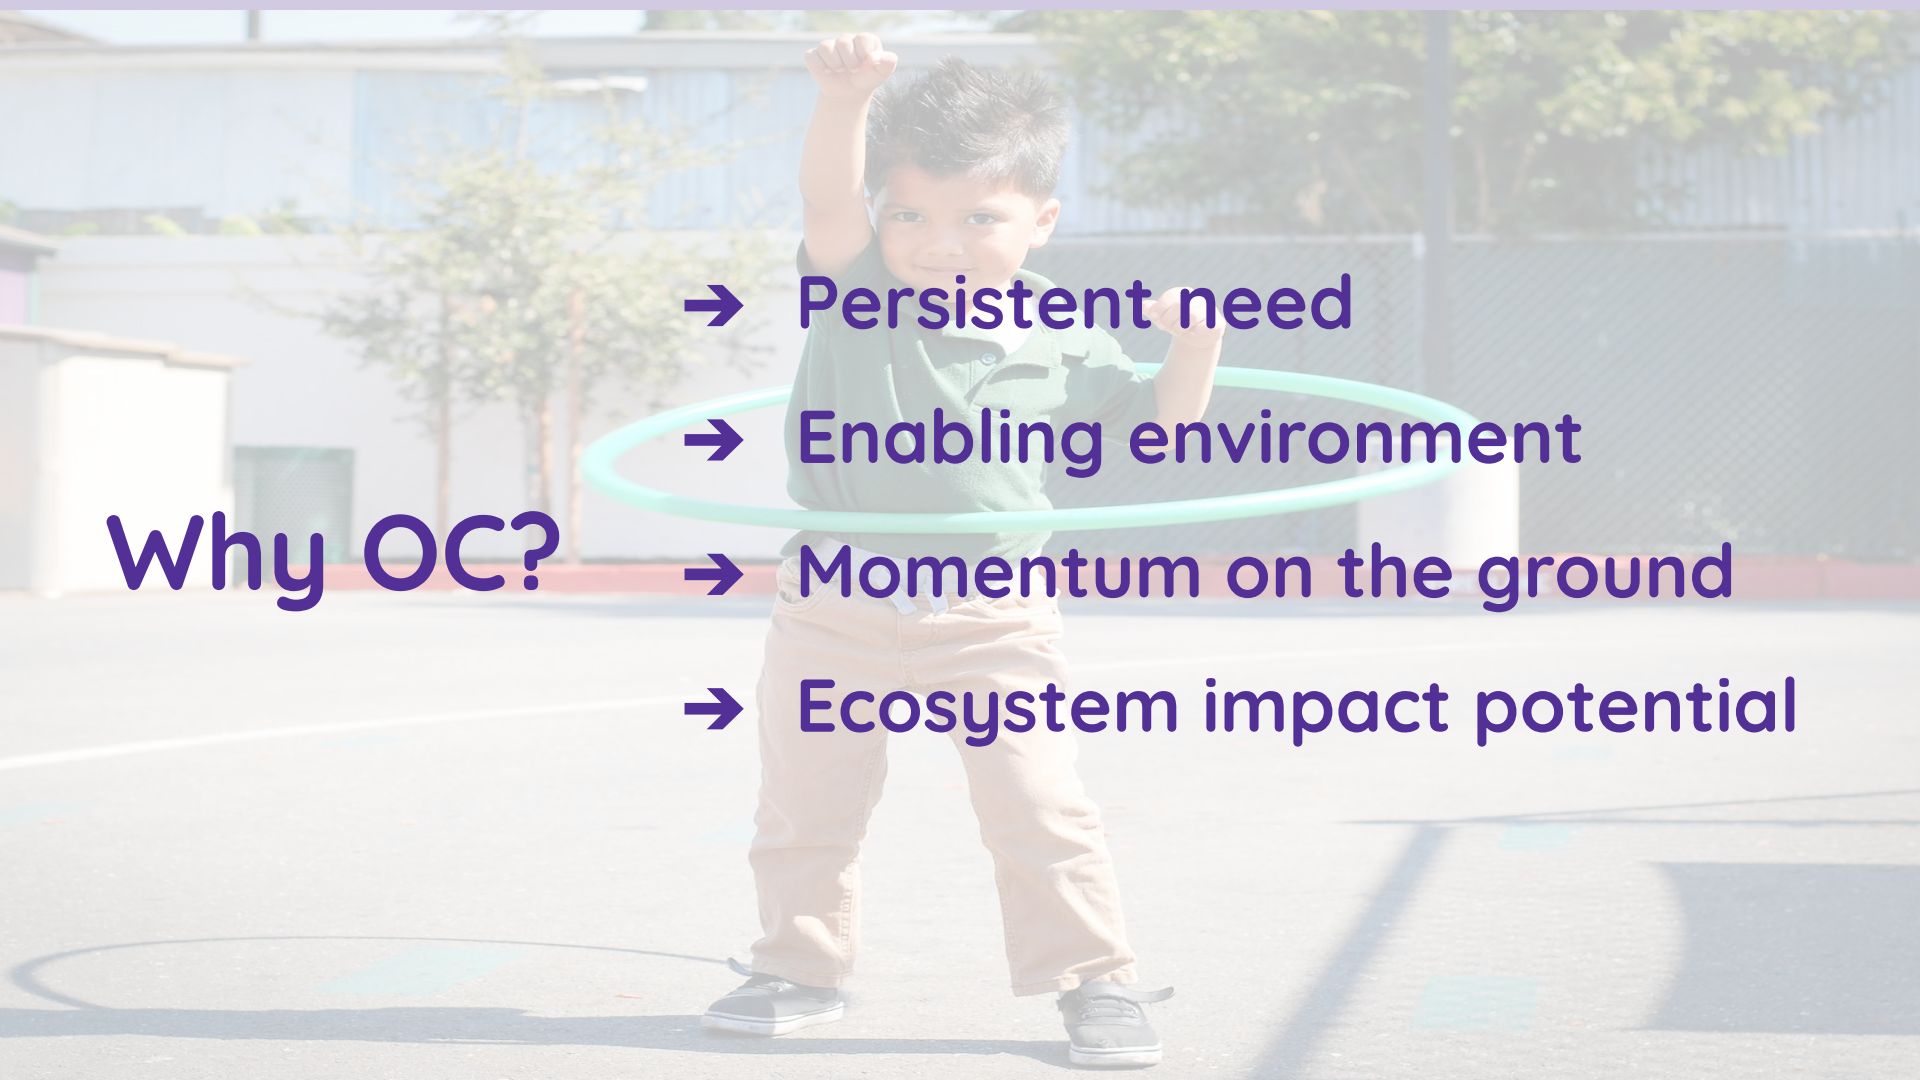 Why OC?
➔ Persistent need
➔ Enabling environment
➔ Momentum on the ground
➔ Ecosystem impact potential